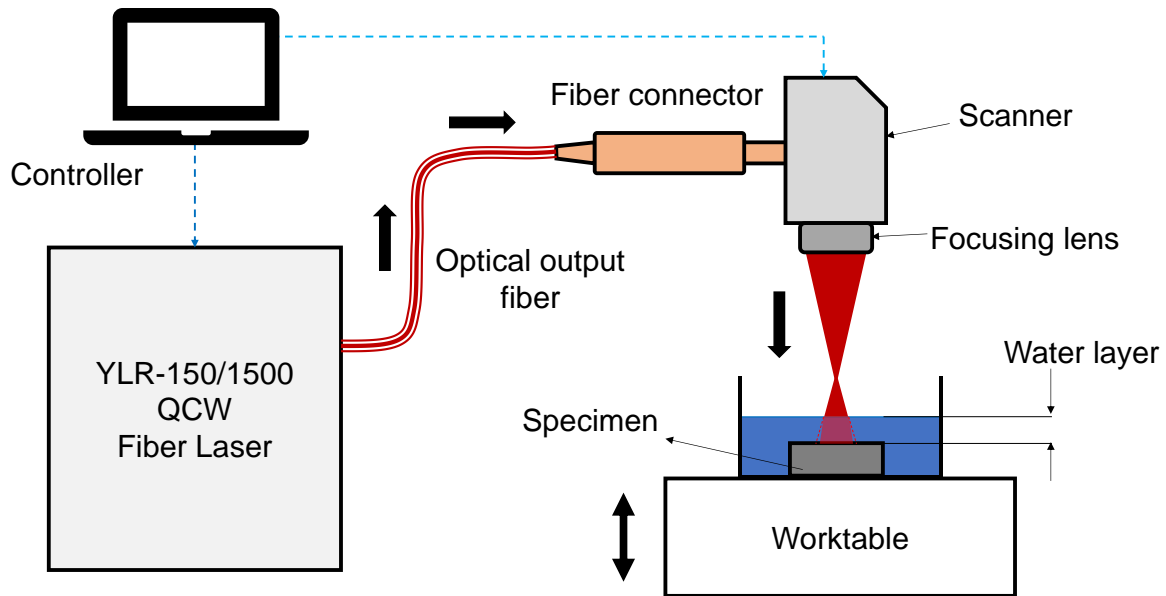 Fiber connector
Scanner
Controller
Focusing lens
Optical output
fiber
Water layer
YLR-150/1500
QCW
Fiber Laser
Specimen
Worktable